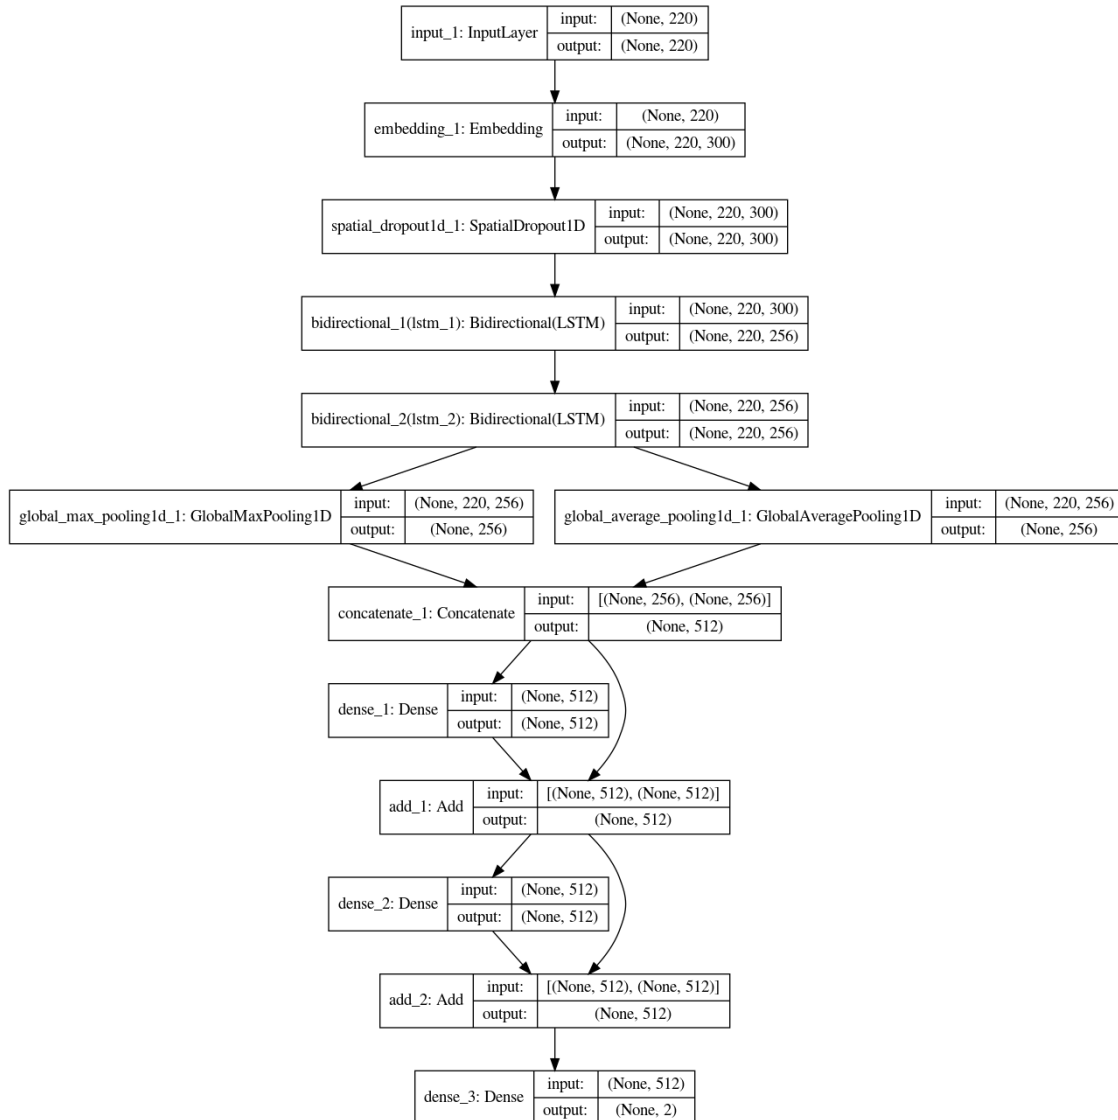 input_1: InputLayer
input: (None, 220)
output: (None, 220)
embedding_1: Embedding
input: (None, 220)
output: (None, 220, 300)
spatial_dropout1d_1: SpatialDropout1D
input: (None, 220, 300)
output: (None, 220, 300)
bidirectional_1(lstm_1): Bidirectional(LSTM)
input: (None, 220, 300)
output: (None, 220, 256)
bidirectional_2(lstm_2): Bidirectional(LSTM)
input: (None, 220, 256)
output: (None, 220, 256)
global_max_pooling1d_1: GlobalMaxPooling1D
input: (None, 220, 256)
output: (None, 256)
global_average_pooling1d_1: GlobalAveragePooling1D
input: (None, 220, 256)
output: (None, 256)
concatenate_1: Concatenate
input: [(None, 256), (None, 256)]
output: (None, 512)
dense_1: Dense
input: (None, 512)
output: (None, 512)
add_1: Add
input: [(None, 512), (None, 512)]
output: (None, 512)
dense_2: Dense
input: (None, 512)
output: (None, 512)
add_2: Add
input: [(None, 512), (None, 512)]
output: (None, 512)
dense_3: Dense
input: (None, 512)
output: (None, 2)